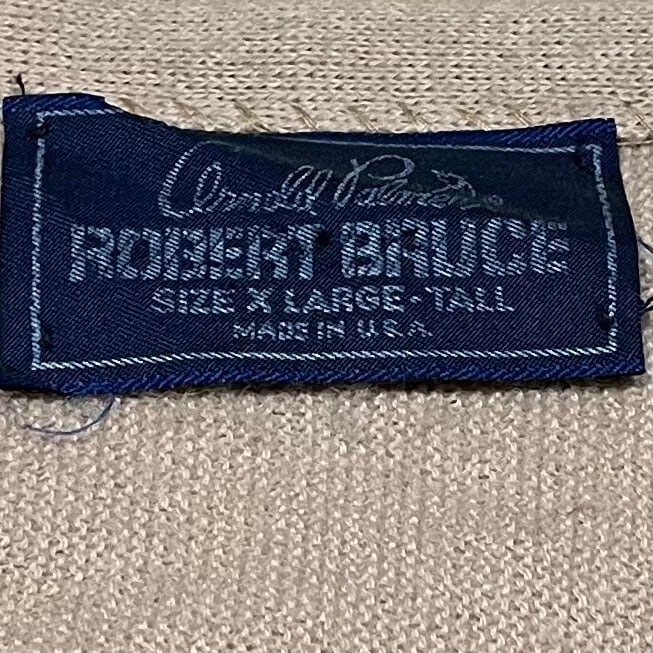 Arnold Palmer
ROBERT BRUCE
SIZE X LARGE-TALL
MADE IN U.S.A.